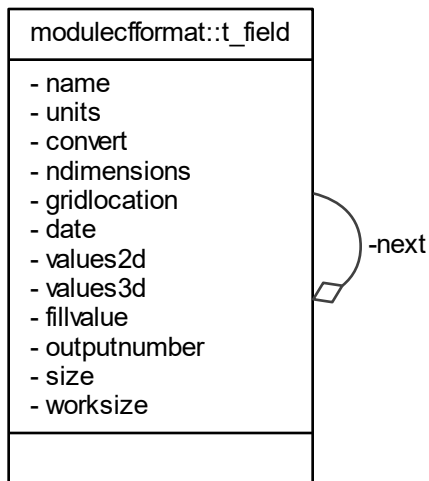 modulecfformat::t_field
- name
- units
- convert
- ndimensions
- gridlocation
- date
- values2d
- values3d
- fillvalue
- outputnumber
- size
- worksize
-next